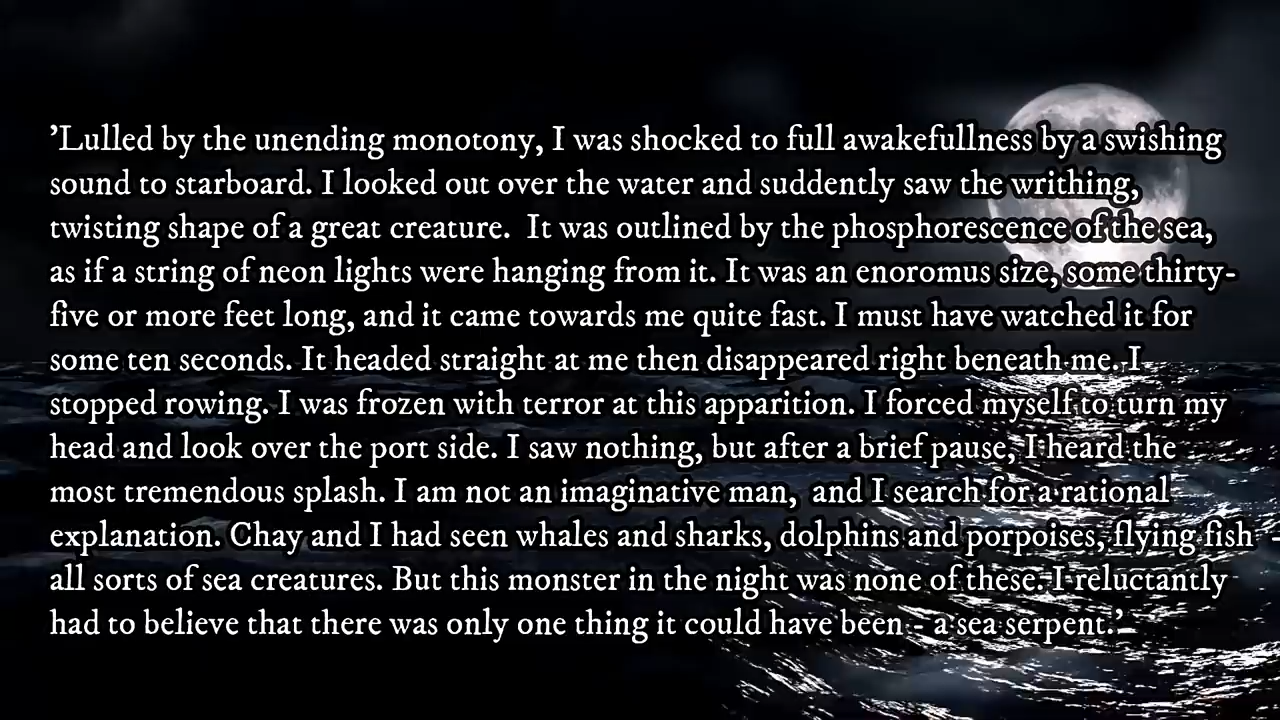 ’Lulled by the unending monotony, I was shocked to full awakefullness by a swishing
sound to starboard. I looked out over the water and suddenly saw the writhing,
twisting shape of a great creature.  It was outlined by the phosphorescence of the sea,
as if a string of neon lights were hanging from it. It was an enoromus size, some thirty-
five or more feet long, and it came towards me quite fast. I must have watched it for
some ten seconds. It headed straight at me then disappeared right beneath me. I
stopped rowing. I was frozen with terror at this apparition. I forced myself to turn my
head and look over the port side. I saw nothing, but after a brief pause, I heard the
most tremendous splash. I am not an imaginative man,  and I search for a rational
explanation. Chay and I had seen whales and sharks, dolphins and porpoises, flying fish -
all sorts of sea creatures. But this monster in the night was none of these. I reluctantly
had to believe that there was only one thing it could have been - a sea serpent.’